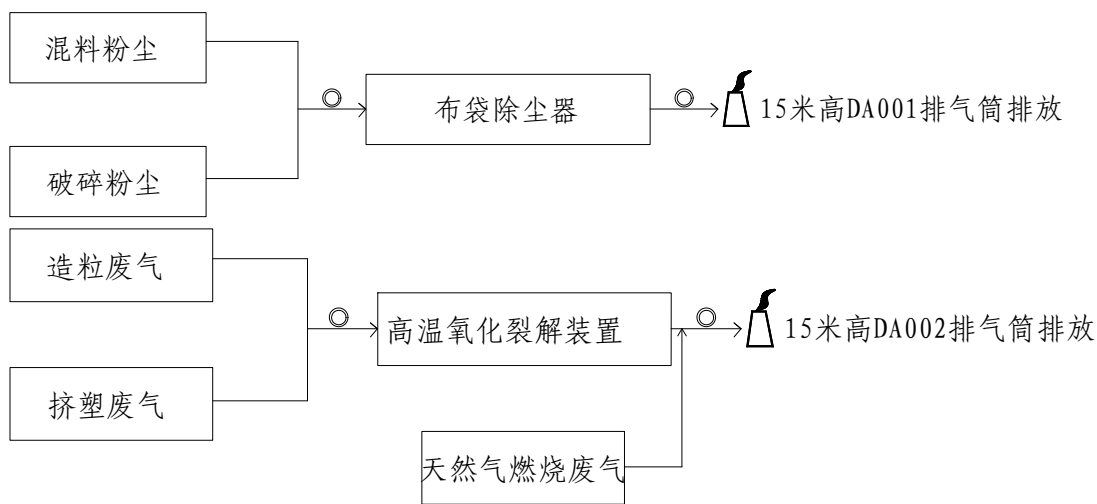 混料粉尘
布袋除尘器
15米高DA001排气筒排放
破碎粉尘
造粒废气
高温氧化裂解装置
15米高DA002排气筒排放
挤塑废气
天然气燃烧废气